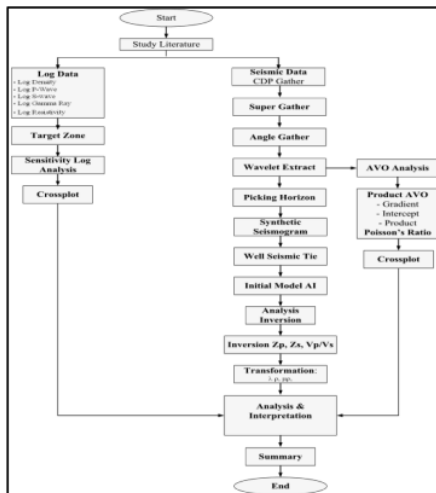 Start
Study Literature
Log Data
- Log Density
- Log P-Wave
- Log S-Wave
- Log Gamma Ray
- Log Resistivity
Target Zone
Sensitivity Log
Analysis
Crossplot
Seismic Data
CDP Gather
Super Gather
Angle Gather
Wavelet Extract
Picking Horizon
Synthetic
Seismogram
Well Seismic Tie
Initial Model AI
Analysis
Inversion
Inversion Zp, Zs, Vp/Vs
Transformation:
AVO Analysis
Product AVO
- Gradient
- Intercept
- Product
Poisson's Ratio
Crossplot
Analysis &
Interpretation
Summary
End